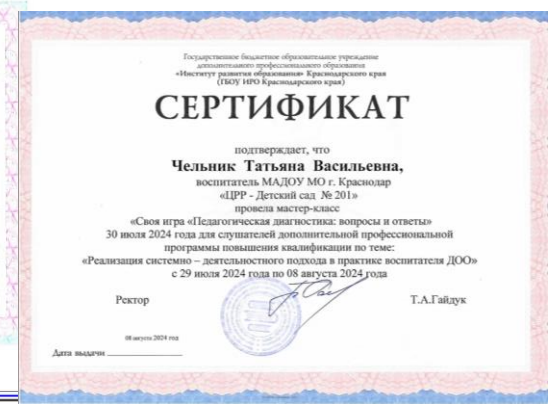 Государственное бюджетное образовательное учреждение
дополнительного профессионального образования
«Институт развития образования» Краснодарского края
(ГБОУ ИРО Краснодарского края)
СЕРТИФИКАТ
подтверждает, что
Чельник Татьяна Васильевна,
воспитатель МАДОУ МО г. Краснодар
«ЦРР - Детский сад № 201»
провела мастер-класс
«Своя игра «Педагогическая диагностика: вопросы и ответы»
30 июля 2024 года для слушателей дополнительной профессиональной
программы повышения квалификации по теме:
«Реализация системно – деятельностного подхода в практике воспитателя ДОО»
с 29 июля 2024 года по 08 августа 2024 года
Ректор Т.А.Гайдук
08 августа 2024 год
Дата выдачи